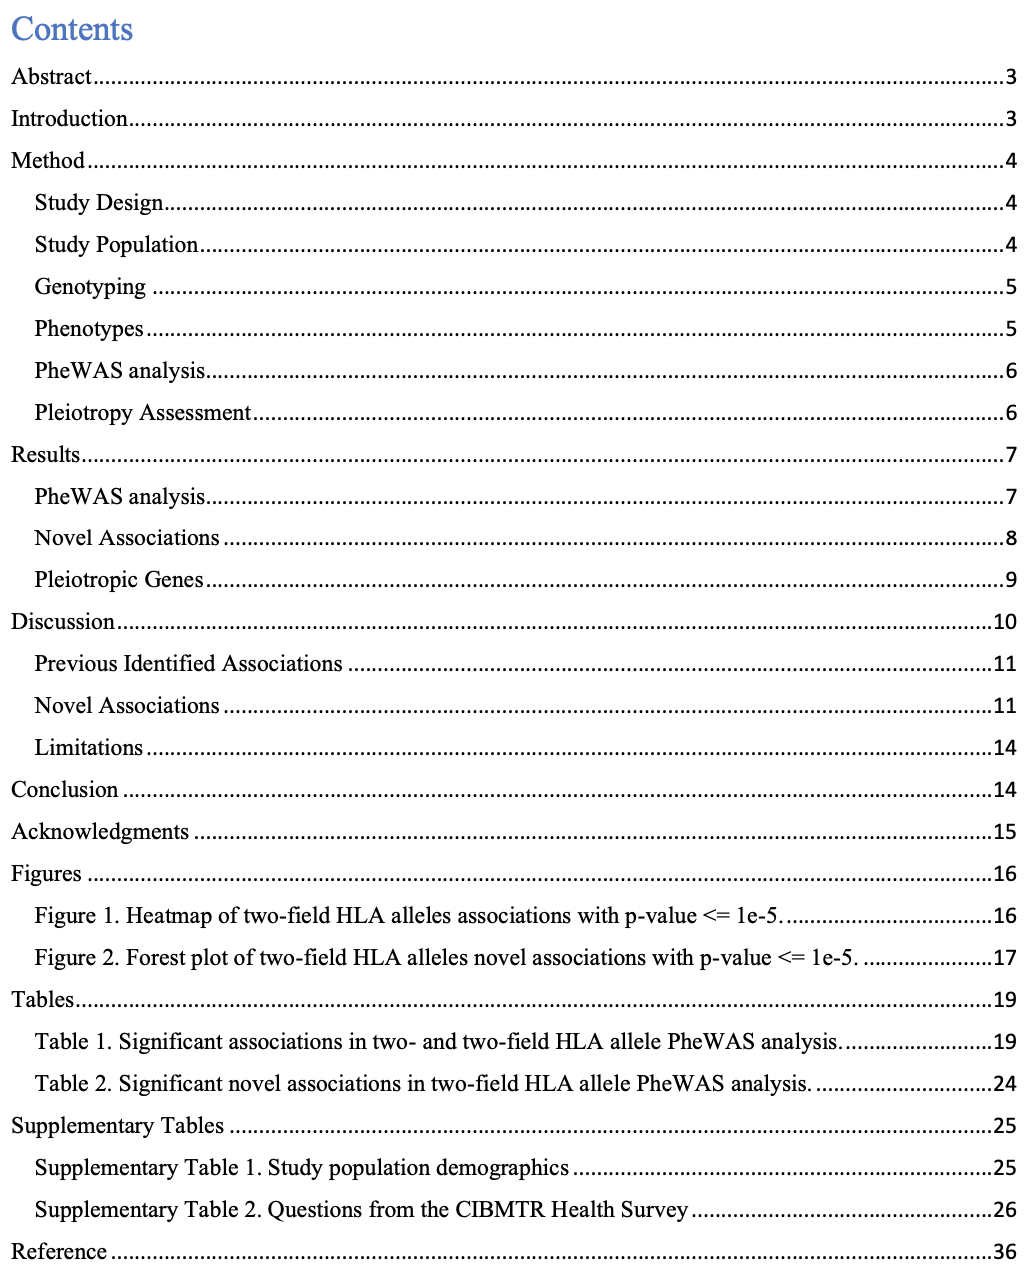 Contents
Abstract....................3
Introduction....................3
Method....................4
Study Design....................4
Study Population....................4
Genotyping....................5
Phenotypes....................5
PheWAS analysis....................6
Pleiotropy Assessment....................6
Results....................7
PheWAS analysis....................7
Novel Associations....................8
Pleiotropic Genes....................9
Discussion....................10
Previous Identified Associations....................11
Novel Associations....................11
Limitations....................14
Conclusion....................14
Acknowledgments....................15
Figures....................16
Figure 1. Heatmap of two-field HLA alleles associations with p-value <= 1e-5.....................16
Figure 2. Forest plot of two-field HLA alleles novel associations with p-value <= 1e-5. ....................17
Tables....................19
Table 1. Significant associations in two- and two-field HLA allele PheWAS analysis.....................19
Table 2. Significant novel associations in two-field HLA allele PheWAS analysis. ....................24
Supplementary Tables....................25
Supplementary Table 1. Study population demographics....................25
Supplementary Table 2. Questions from the CIBMTR Health Survey....................26
Reference....................36